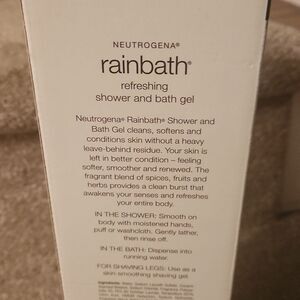 NEUTROGENA®
rainbath®
refreshing
shower and bath gel
Neutrogena® Rainbath® Shower and
Bath Gel cleans, softens and
conditions skin without a heavy
leave-behind residue. Your skin is
left in better condition – feeling
softer, smoother and renewed. The
fragrant blend of spices, fruits and
herbs provides a clean burst that
awakens your senses and refreshes
your entire body.
IN THE SHOWER: Smooth on
body with moistened hands,
puff or washcloth. Gently lather,
then rinse off.
IN THE BATH: Dispense into
running water.
FOR SHAVING LEGS: Use as a
skin-smoothing shaving gel.
Ingredients: